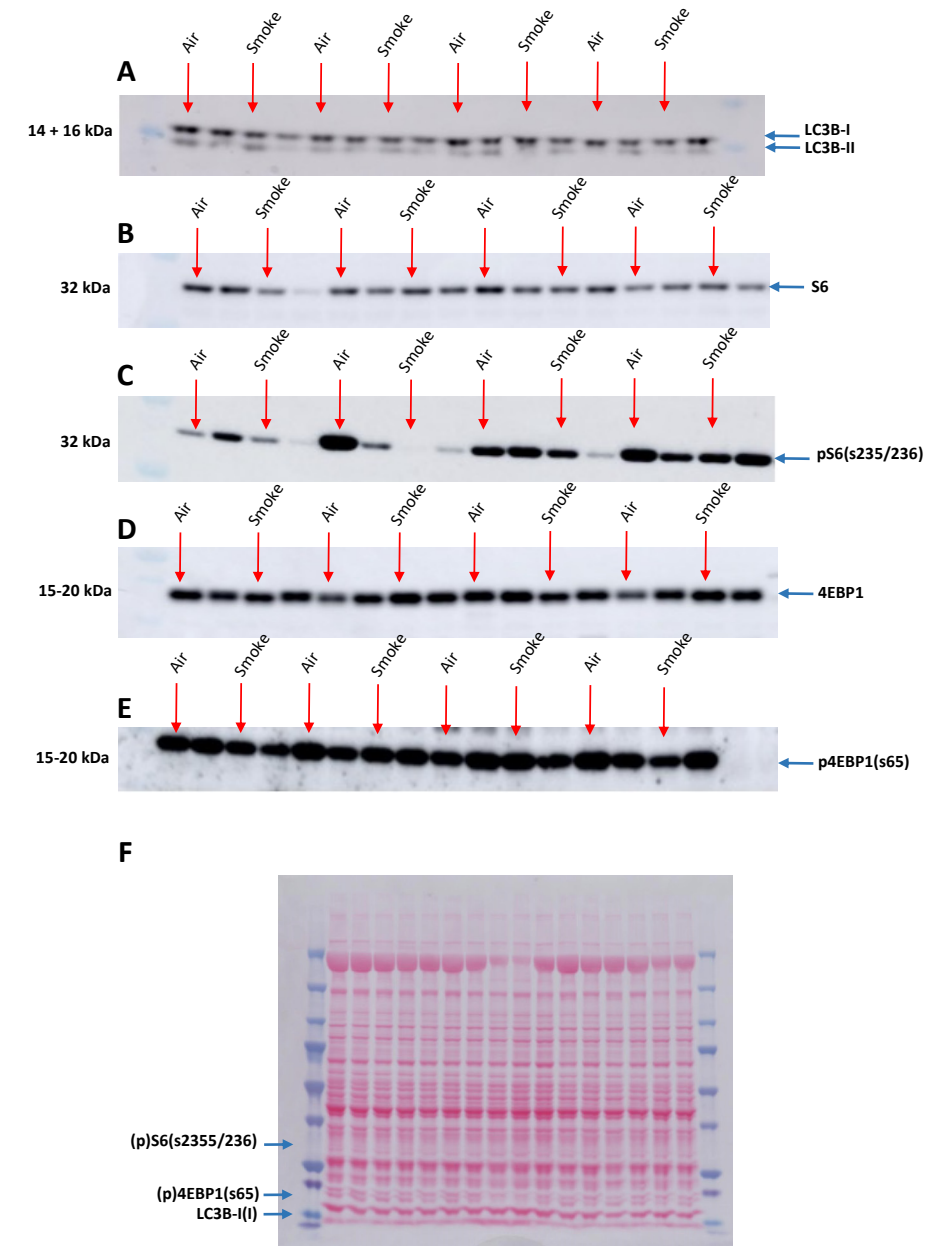 Air Smoke Air Smoke Air Smoke Air Smoke
A
14 + 16 kDa
LC3B-I
LC3B-II
Air Smoke Air Smoke Air Smoke Air Smoke
B
32 kDa
S6
Air Smoke Air Smoke Air Smoke Air Smoke
C
32 kDa
pS6(s235/236)
Air Smoke Air Smoke Air Smoke Air Smoke
D
15-20 kDa
4EBP1
Air Smoke Air Smoke Air Smoke Air Smoke
E
15-20 kDa
p4EBP1(s65)
F
(p)S6(s2355/236)
(p)4EBP1(s65)
LC3B-I(I)